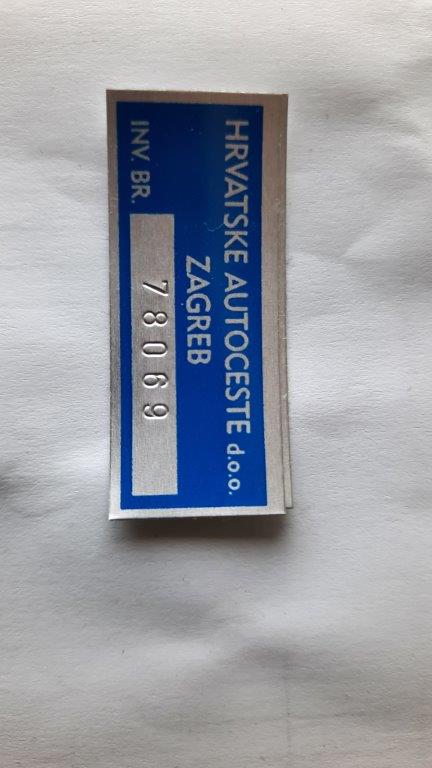 HRVATSKE AUTOCESTE d.o.o.
ZAGREB
INV. BR. 78069